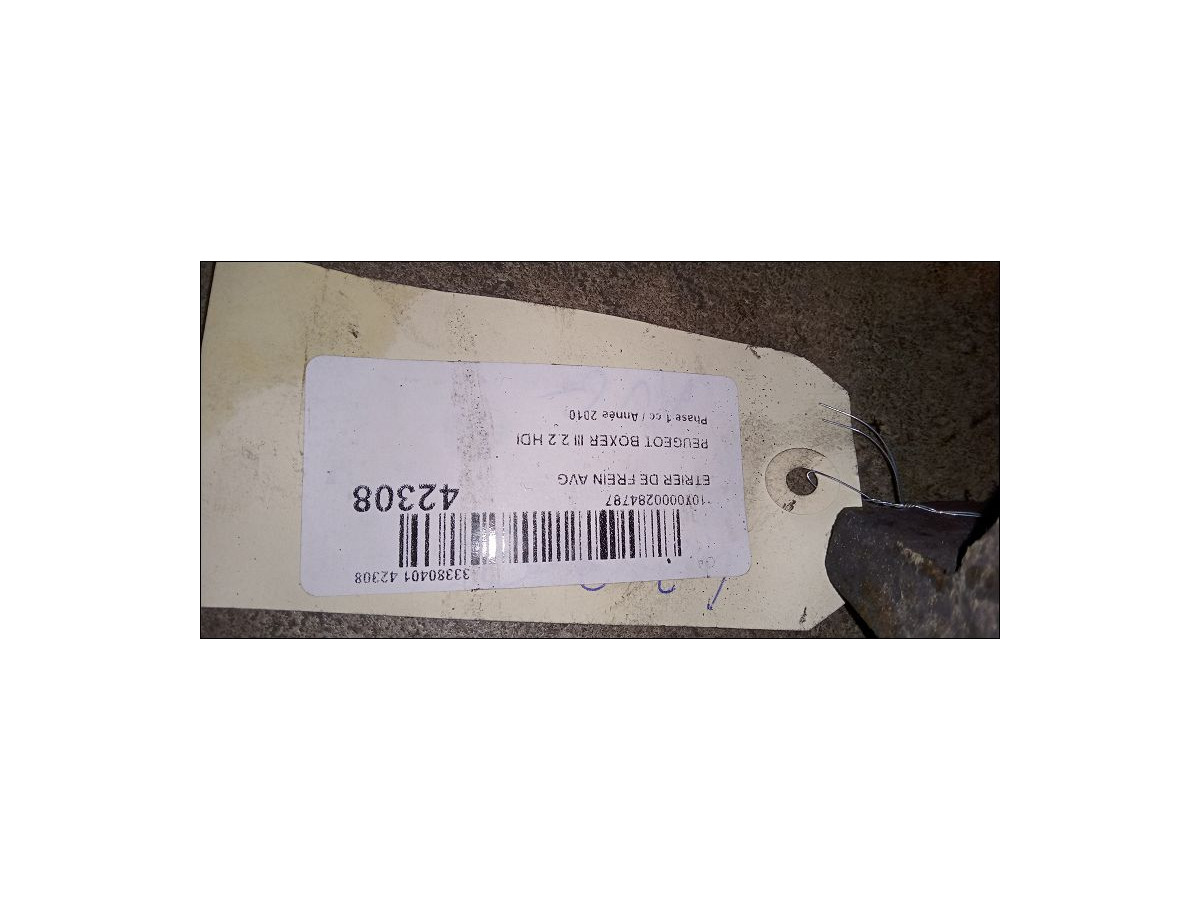 33380401 42308
10X0000284787
42308
ETRIER DE FREIN AVG
PEUGEOT BOXER III 2.2 HDI
Phase 1 cc / Année 2010